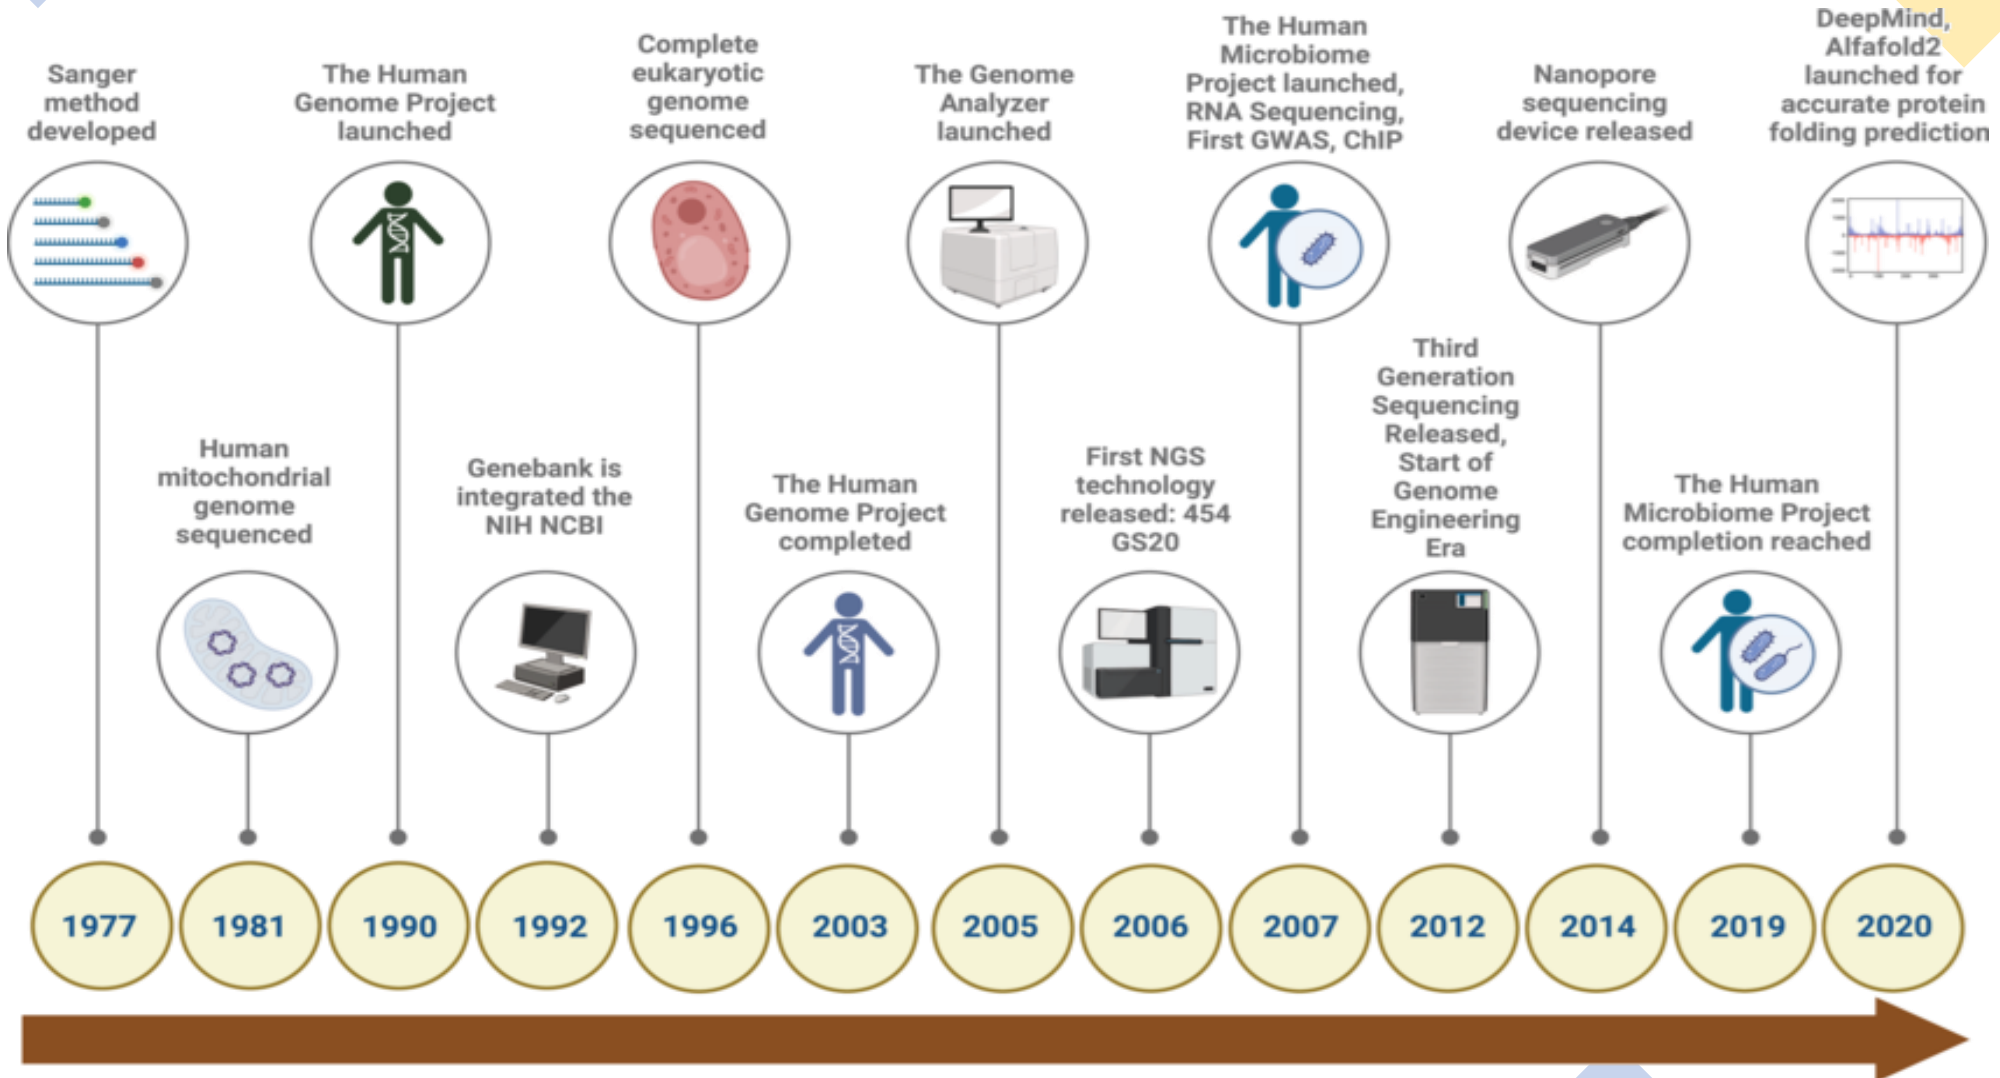 Sanger
method
developed
The Human
Genome Project
launched
Complete
eukaryotic
genome
sequenced
The Genome
Analyzer
launched
The Human
Microbiome
Project launched,
RNA Sequencing,
First GWAS, ChIP
Nanopore
sequencing
device released
DeepMind,
Alfafold2
launched for
accurate protein
folding prediction
Human
mitochondrial
genome
sequenced
Genebank is
integrated the
NIH NCBI
The Human
Genome Project
completed
First NGS
technology
released: 454
GS20
Third
Generation
Sequencing
Released,
Start of
Genome
Engineering
Era
The Human
Microbiome Project
completion reached
1977
1981
1990
1992
1996
2003
2005
2006
2007
2012
2014
2019
2020